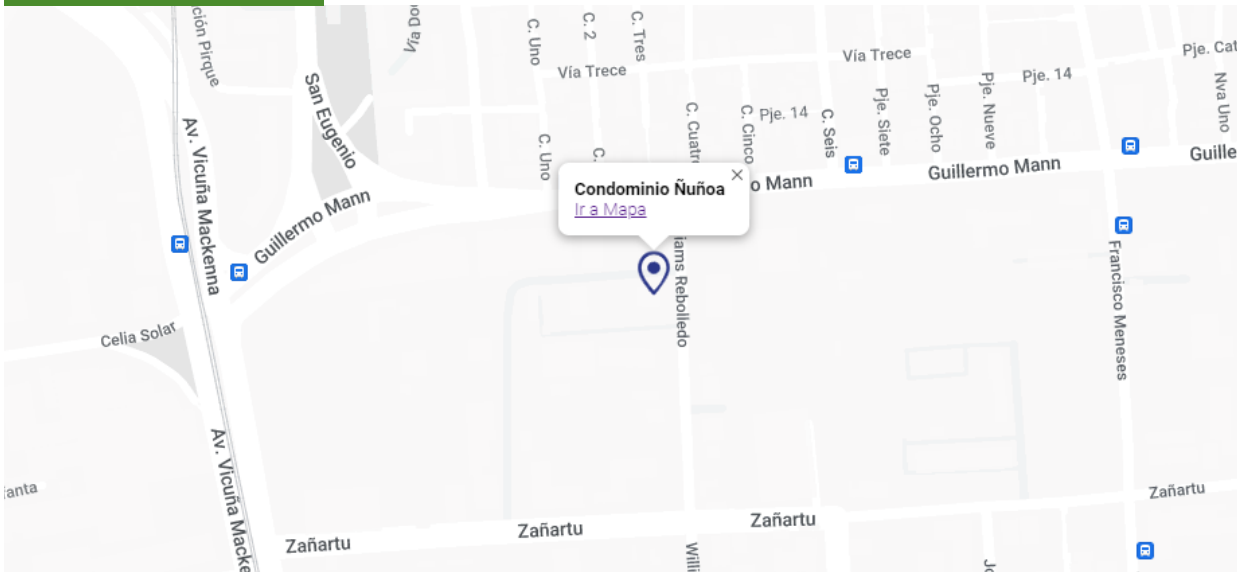 ción Pirque
Vía Do
C. Uno
C. 2
C. Tres
Vía Trece
Vía Trece
Pje. 14
Pje. Cat
Nva Uno
San Eugenio
Av. Vicuña Mackenna
C. Uno
C.
C. Cuatro
C. Cinco
Pje. 14
C. Seis
Pje. Siete
Pje. Ocho
Pje. Nueve
Guillermo Mann
Guille
Condominio Ñuñoa
Ir a Mapa
o Mann
Guillermo Mann
iams Rebolledo
Francisco Meneses
Celia Solar
Av. Vicuña Macke
anta
Zañartu
Zañartu
Zañartu
Zañartu
Willi
Jo